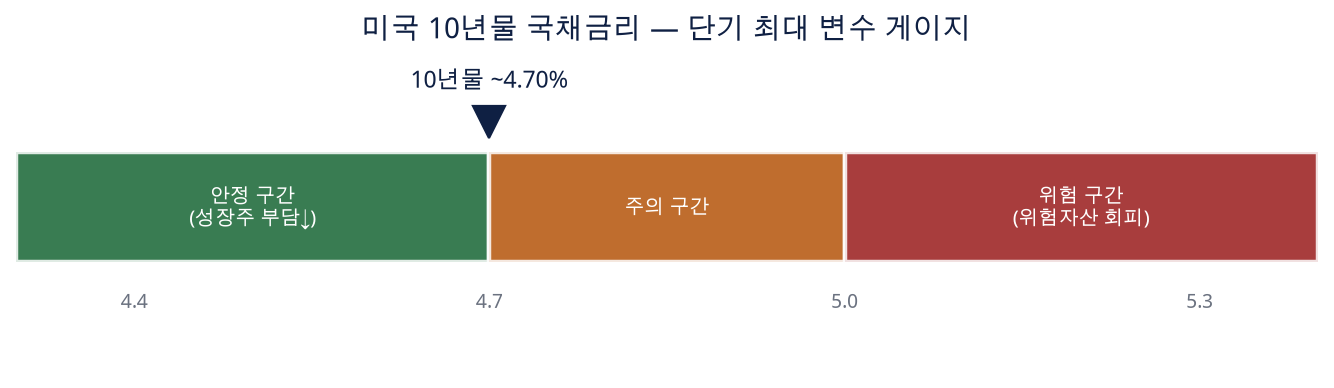 미국 10년물 국채금리 — 단기 최대 변수 게이지
10년물 ~4.70%
안정 구간
(성장주 부담↓)
주의 구간
위험 구간
(위험자산 회피)
4.4
4.7
5.0
5.3